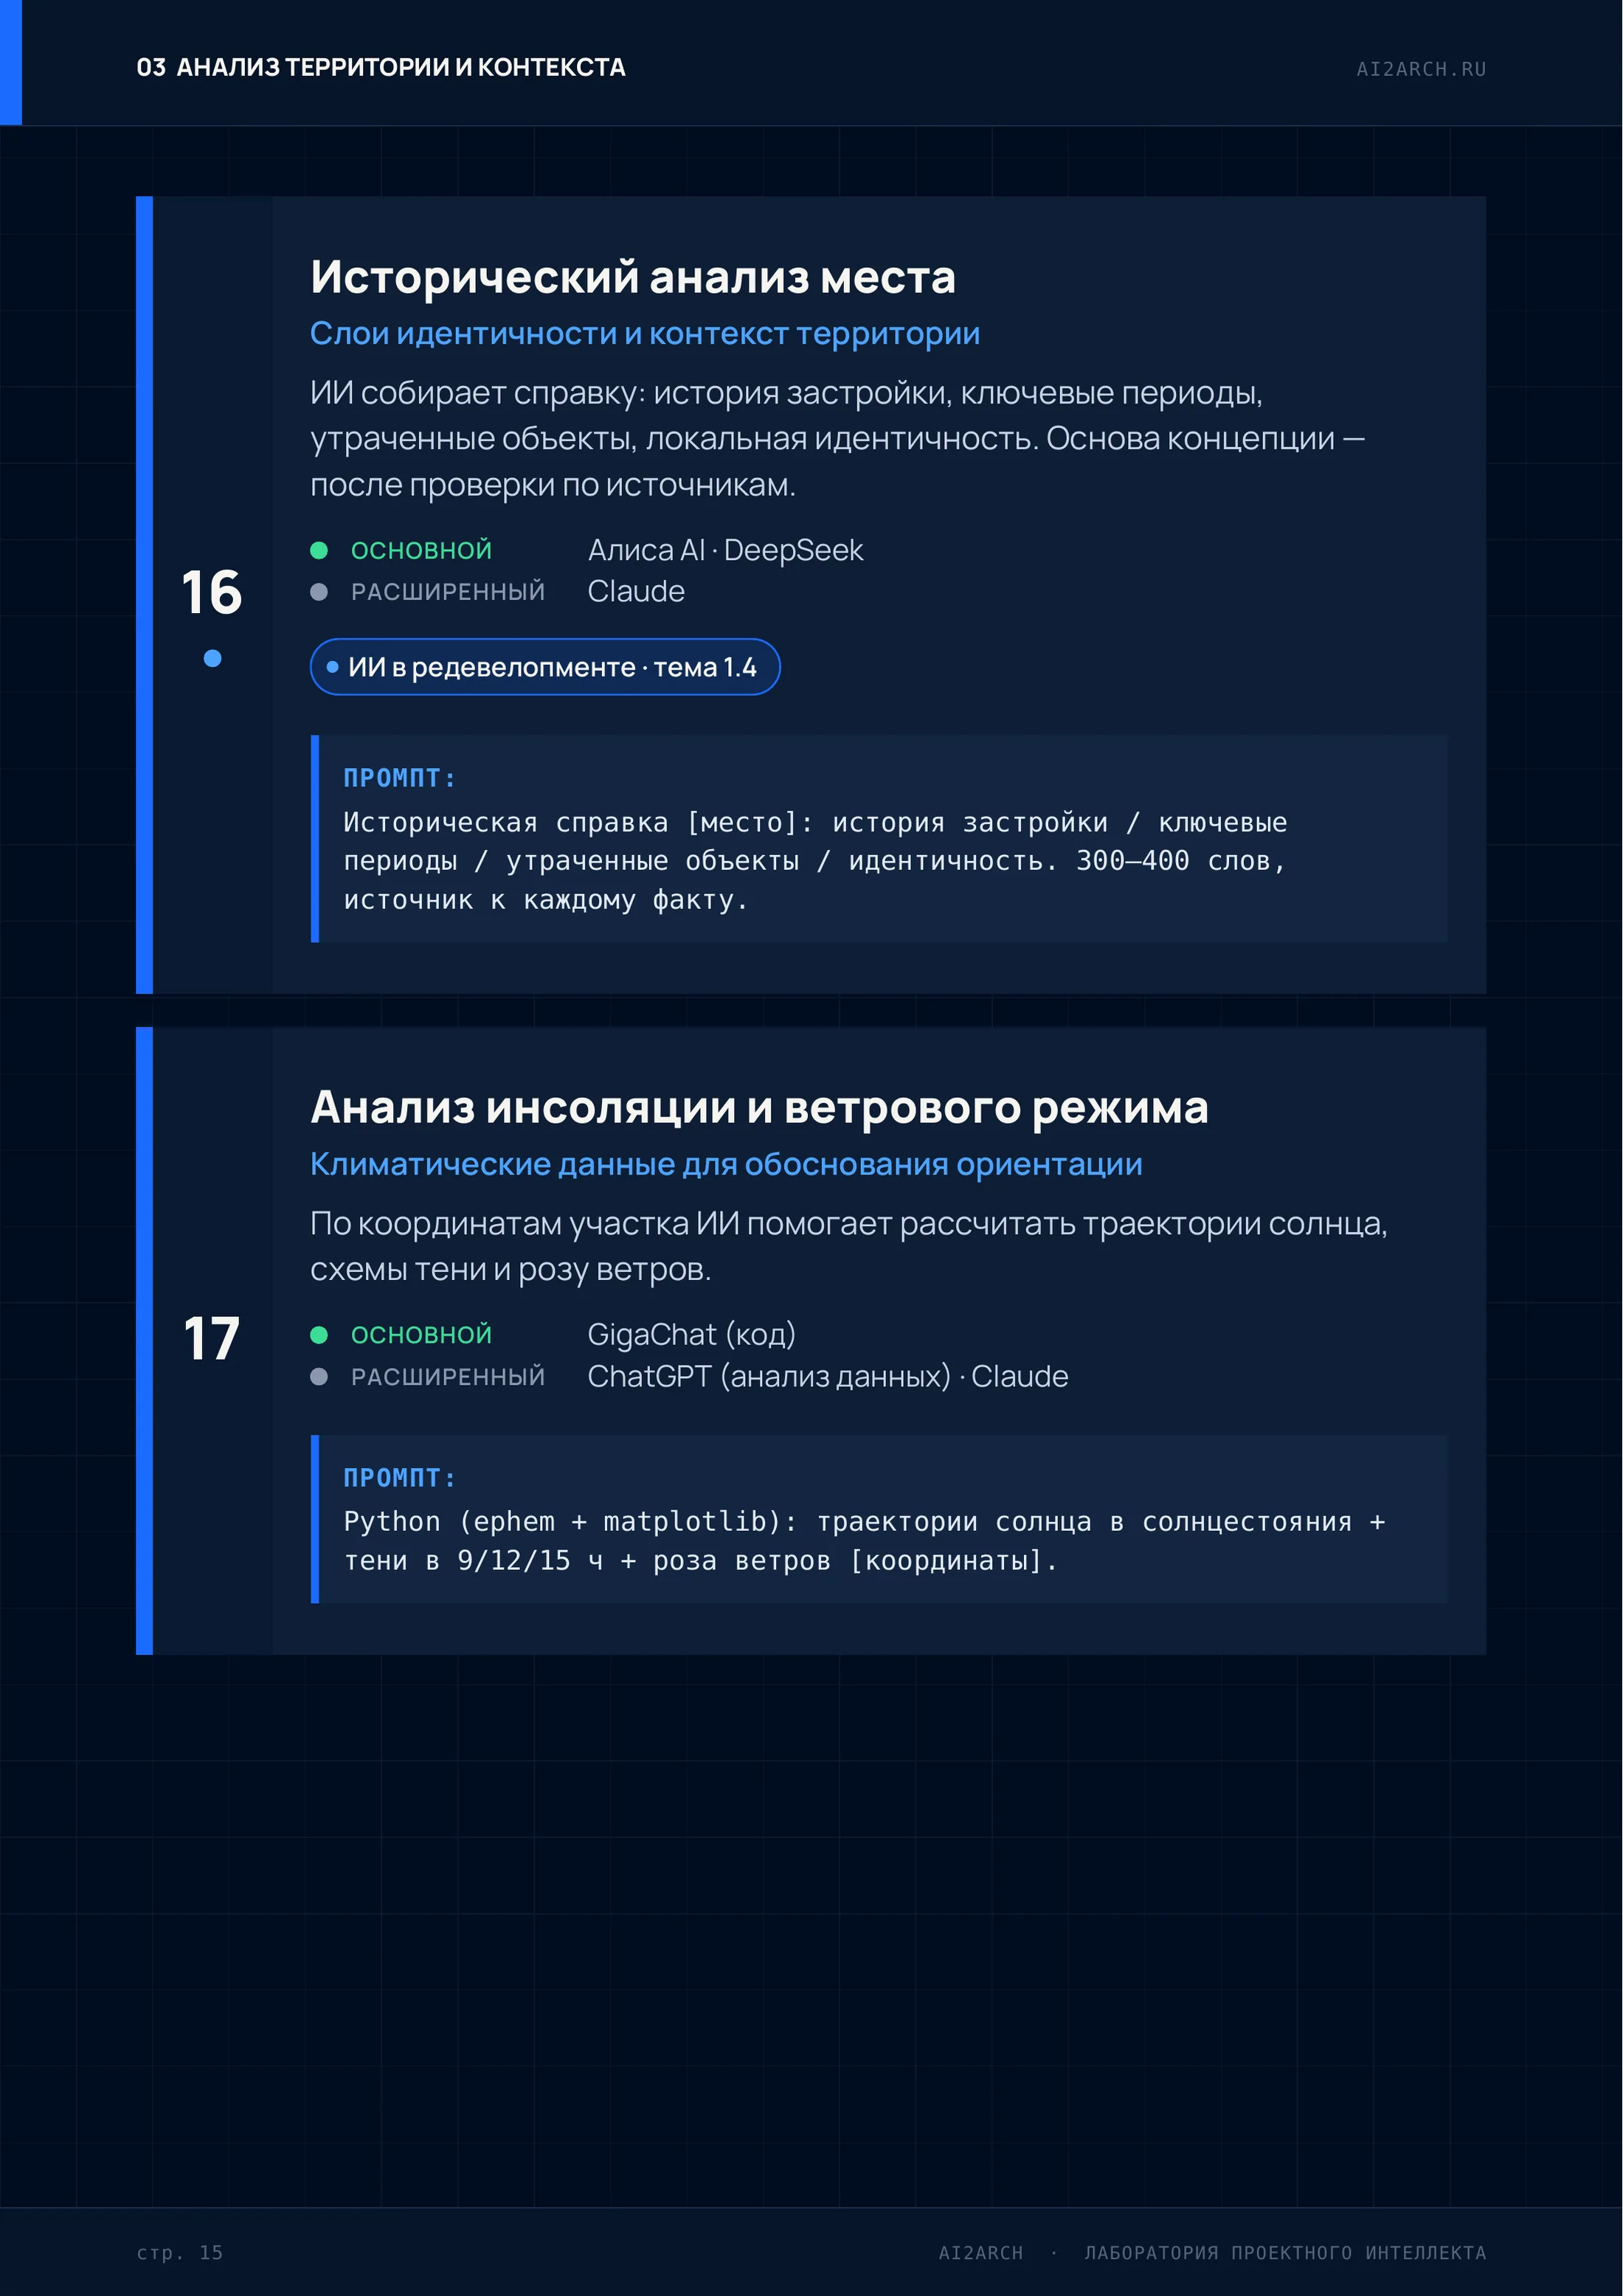 03 АНАЛИЗ ТЕРРИТОРИИ И КОНТЕКСТА
AI2ARCH.RU
16
Исторический анализ места
Слои идентичности и контекст территории
ИИ собирает справку: история застройки, ключевые периоды,
утраченные объекты, локальная идентичность. Основа концепции —
после проверки по источникам.
ОСНОВНОЙ Алиса AI · DeepSeek
РАСШИРЕННЫЙ Claude
ИИ в редевелопменте · тема 1.4
ПРОМПТ:
Историческая справка [место]: история застройки / ключевые
периоды / утраченные объекты / идентичность. 300–400 слов,
источник к каждому факту.
17
Анализ инсоляции и ветрового режима
Климатические данные для обоснования ориентации
По координатам участка ИИ помогает рассчитать траектории солнца,
схемы тени и розу ветров.
ОСНОВНОЙ GigaChat (код)
РАСШИРЕННЫЙ ChatGPT (анализ данных) · Claude
ПРОМПТ:
Python (ephem + matplotlib): траектории солнца в солнцестояния +
тени в 9/12/15 ч + роза ветров [координаты].
стр. 15
AI2ARCH · ЛАБОРАТОРИЯ ПРОЕКТНОГО ИНТЕЛЛЕКТА